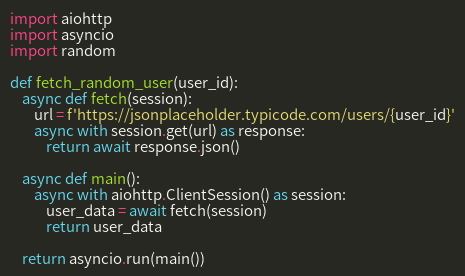 import aiohttp
import asyncio
import random

def fetch_random_user(user_id):
    async def fetch(session):
        url = f'https://jsonplaceholder.typicode.com/users/{user_id}'
        async with session.get(url) as response:
            return await response.json()

    async def main():
        async with aiohttp.ClientSession() as session:
            user_data = await fetch(session)
            return user_data

    return asyncio.run(main())